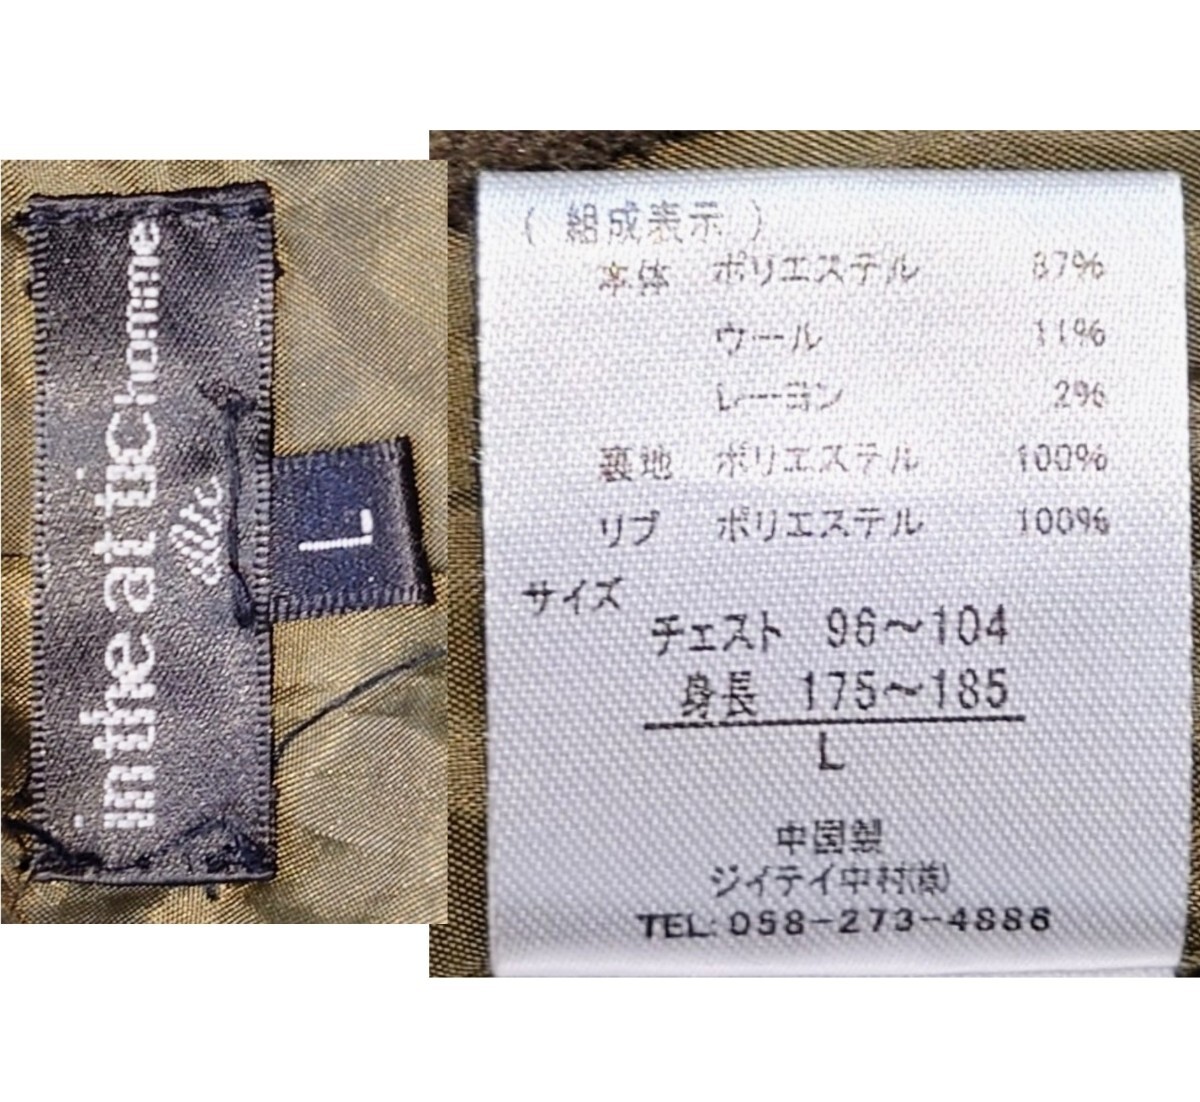 in the attic homme
L
( 組成表示 )
本体 ポリエステル 87%
ウール 11%
レーヨン 2%
裏地 ポリエステル 100%
リブ ポリエステル 100%
サイズ
チェスト 96~104
身長 175~185
L
中国製
ジイテイ中村(株)
TEL: 058-273-4886